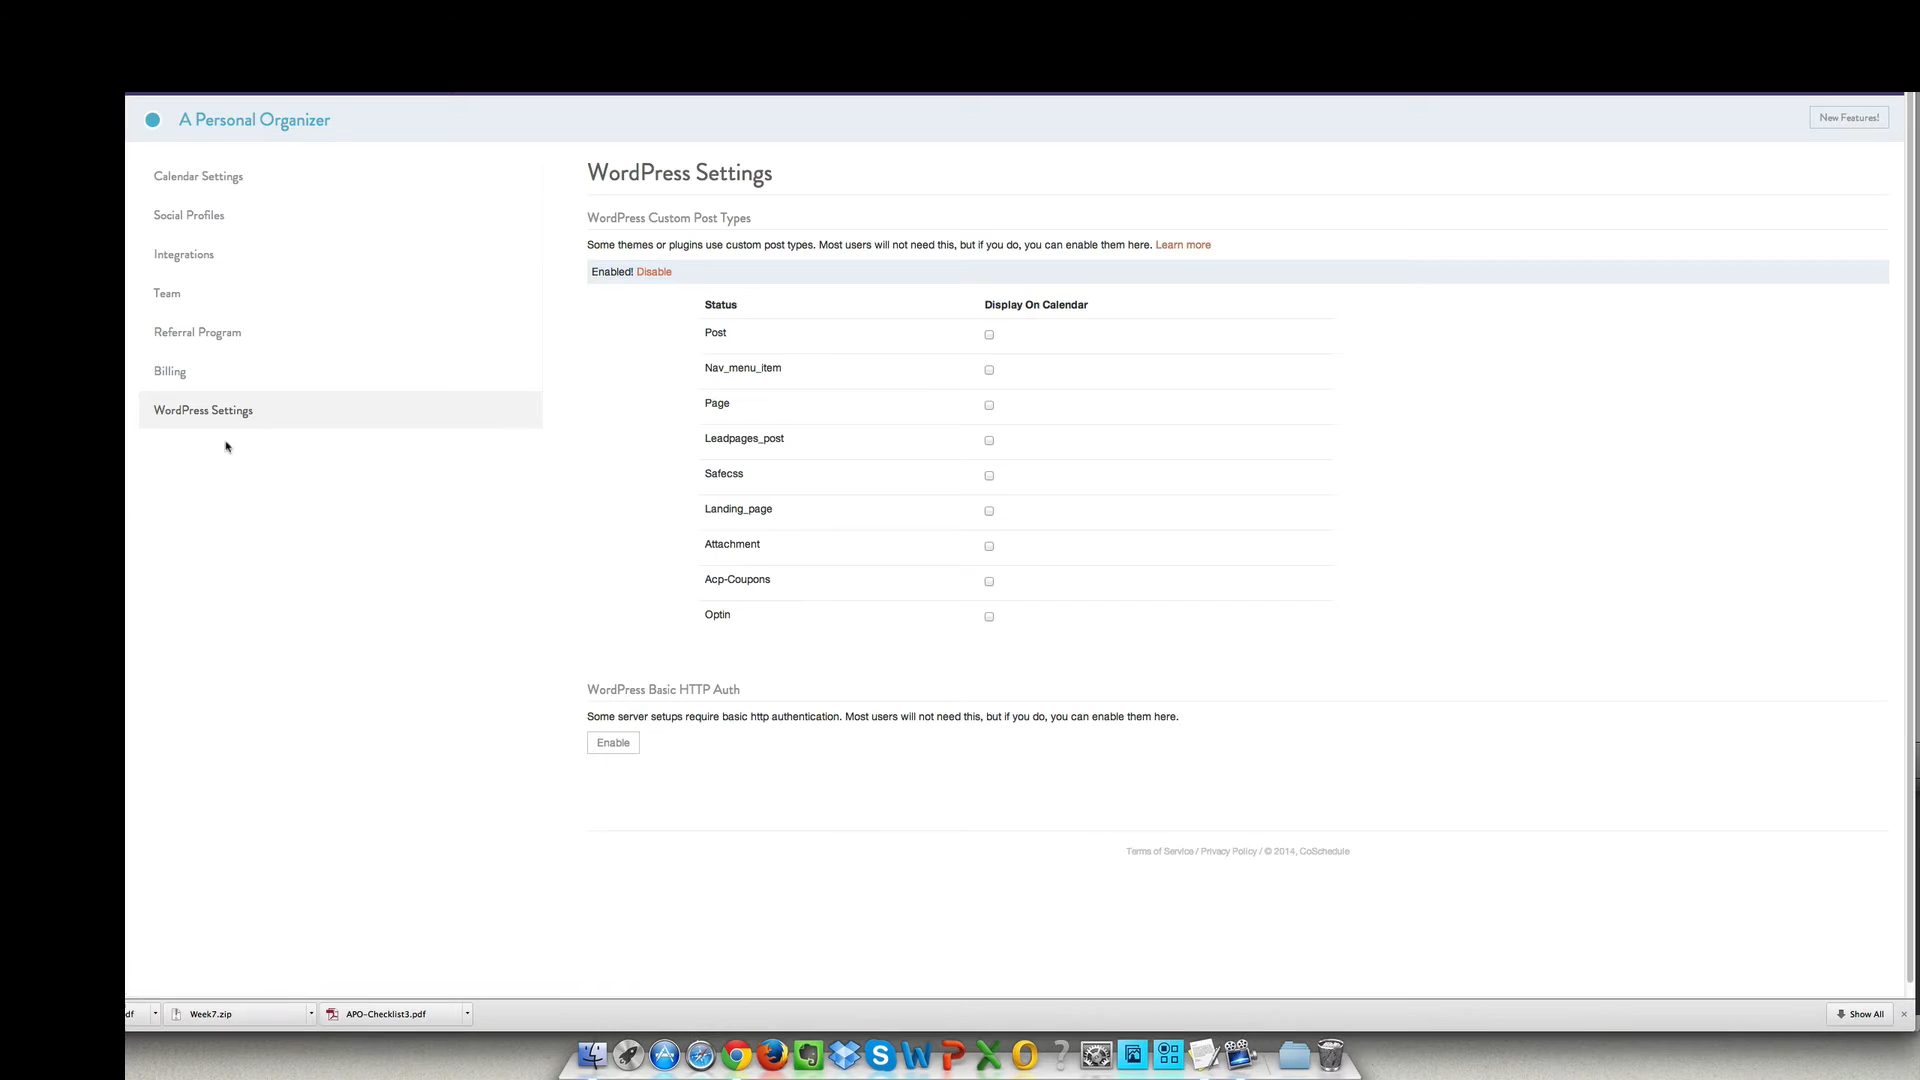 A Personal Organizer
New Features!
Calendar Settings
Social Profiles
Integrations
Team
Referral Program
Billing
WordPress Settings
WordPress Settings
WordPress Custom Post Types
Some themes or plugins use custom post types. Most users will not need this, but if you do, you can enable them here. Learn more
Enabled! Disable
Status Display On Calendar
Post
Nav_menu_item
Page
Leadpages_post
Safecss
Landing_page
Attachment
Acp-Coupons
Optin
WordPress Basic HTTP Auth
Some server setups require basic http authentication. Most users will not need this, but if you do, you can enable them here.
Enable
Terms of Service / Privacy Policy / © 2014, CoSchedule
df Week7.zip APO-Checklist3.pdf Show All